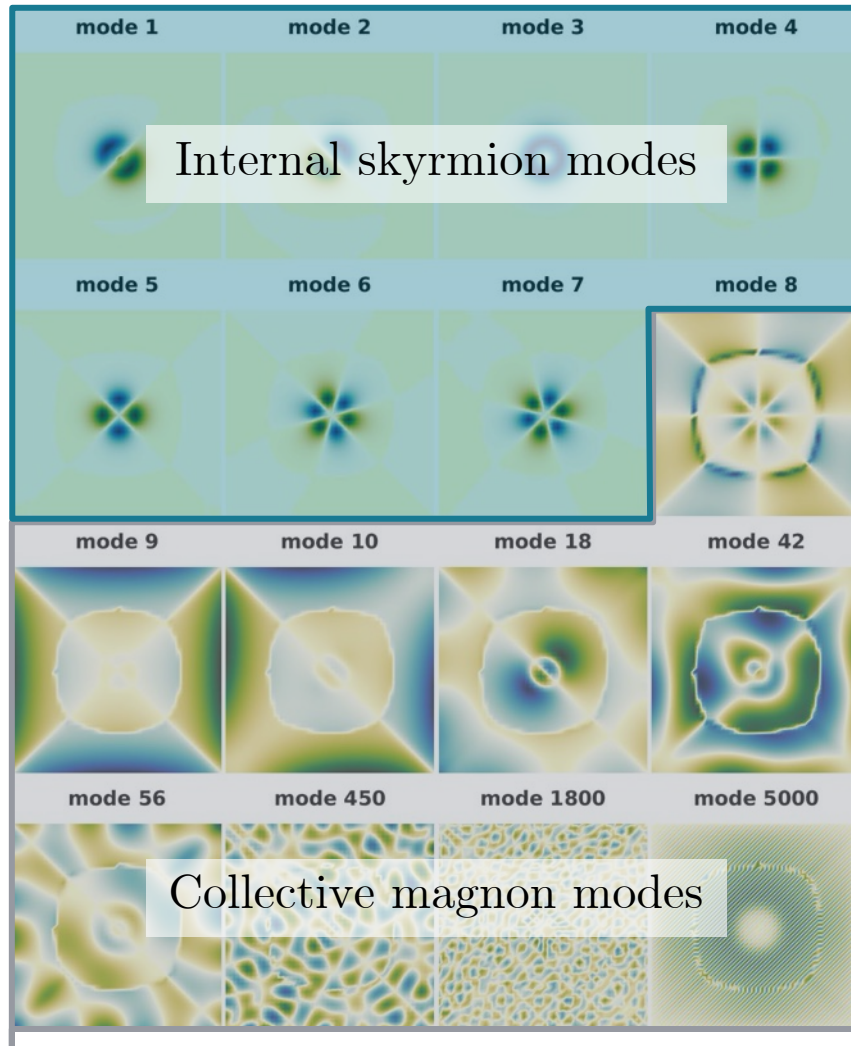 mode 1 mode 2 mode 3 mode 4
Internal skyrmion modes
mode 5 mode 6 mode 7 mode 8
mode 9 mode 10 mode 18 mode 42
mode 56 mode 450 mode 1800 mode 5000
Collective magnon modes